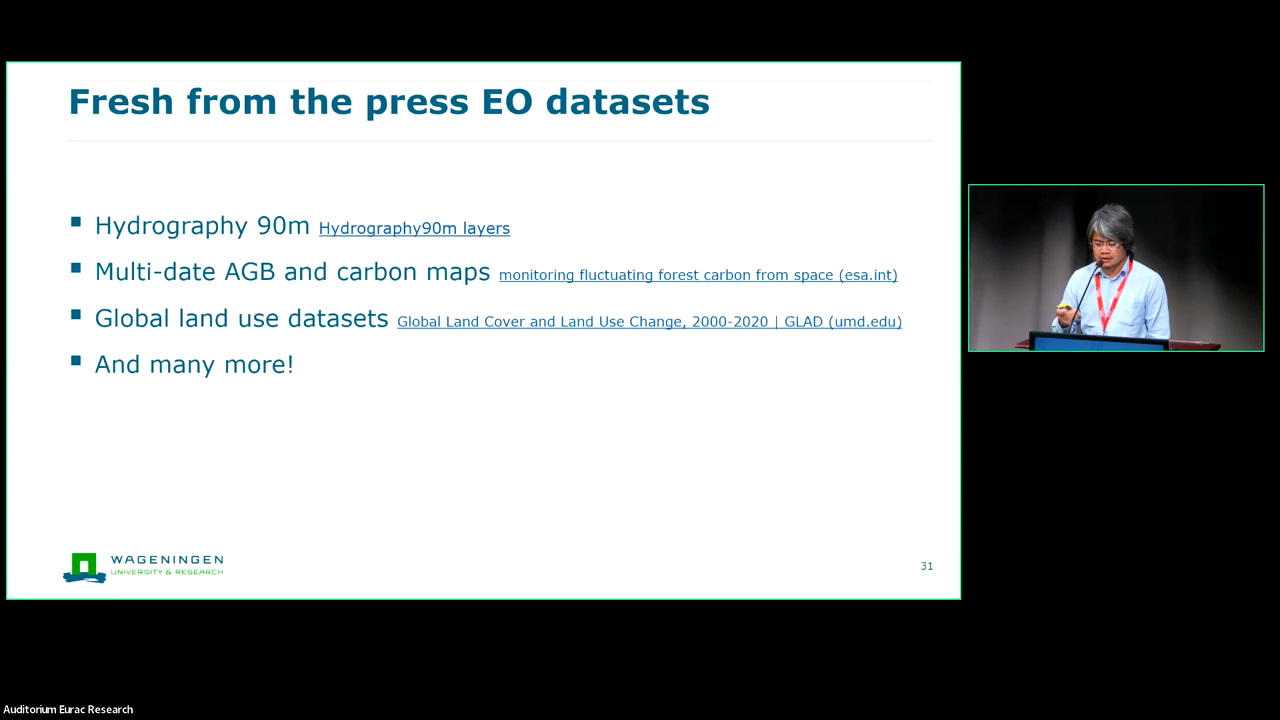 Fresh from the press EO datasets
Hydrography 90m Hydrography90m layers
Multi-date AGB and carbon maps monitoring fluctuating forest carbon from space (esa.int)
Global land use datasets Global Land Cover and Land Use Change, 2000-2020 | GLAD (umd.edu)
And many more!
WAGENINGEN
UNIVERSITY & RESEARCH
31
Auditorium Eurac Research